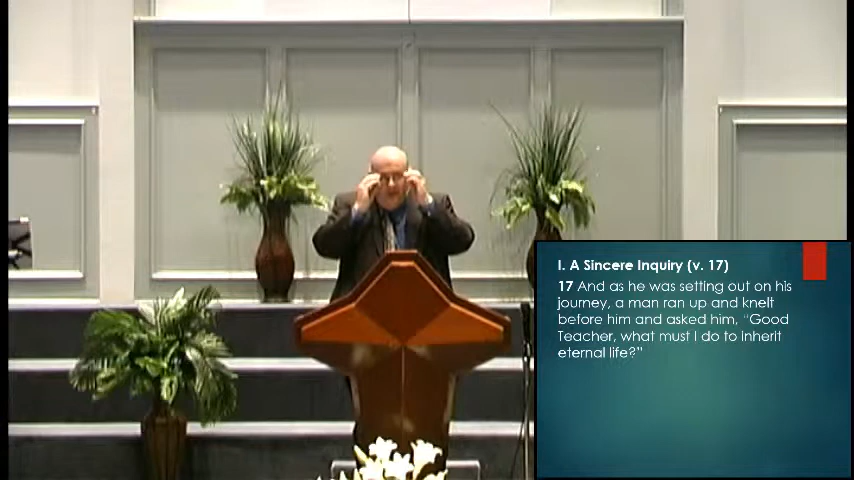 I. A Sincere Inquiry (v. 17)
17 And as he was setting out on his
journey, a man ran up and knelt
before him and asked him, “Good
Teacher, what must I do to inherit
eternal life?”